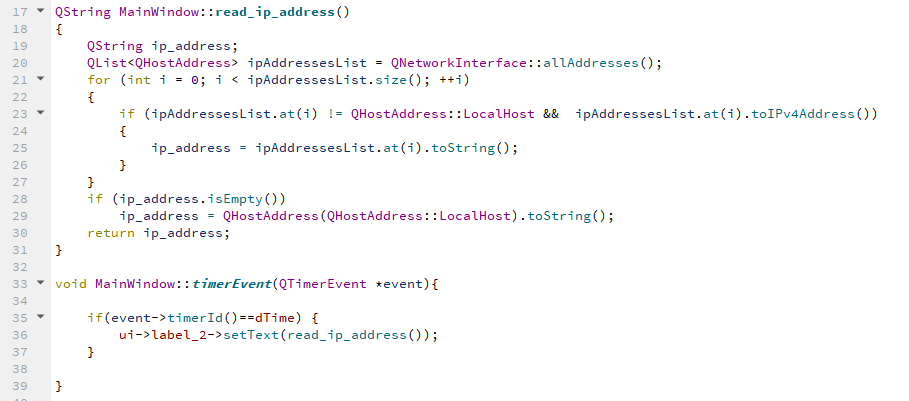 17 QString MainWindow::read_ip_address()
18 {
19     QString ip_address;
20     QList<QHostAddress> ipAddressesList = QNetworkInterface::allAddresses();
21     for (int i = 0; i < ipAddressesList.size(); ++i)
22     {
23         if (ipAddressesList.at(i) != QHostAddress::LocalHost &&  ipAddressesList.at(i).toIPv4Address())
24         {
25             ip_address = ipAddressesList.at(i).toString();
26         }
27     }
28     if (ip_address.isEmpty())
29         ip_address = QHostAddress(QHostAddress::LocalHost).toString();
30     return ip_address;
31 }
32
33 void MainWindow::timerEvent(QTimerEvent *event){
34
35     if(event->timerId()==dTime) {
36         ui->label_2->setText(read_ip_address());
37     }
38
39 }